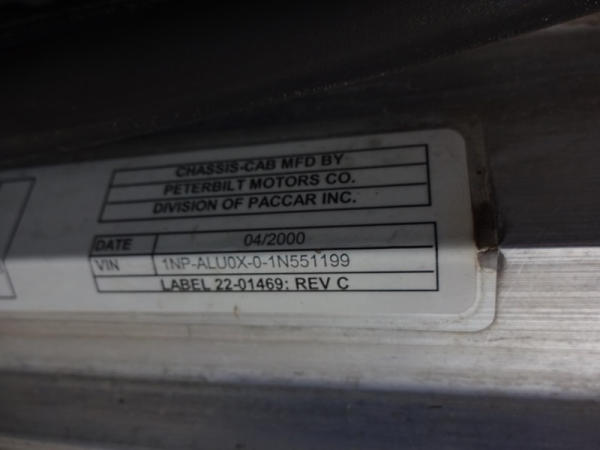 CHASSIS-CAB MFD BY
PETERBILT MOTORS CO.
DIVISION OF PACCAR INC.
DATE 04/2000
VIN 1NP-ALU0X-0-1N551199
LABEL 22-01469: REV C